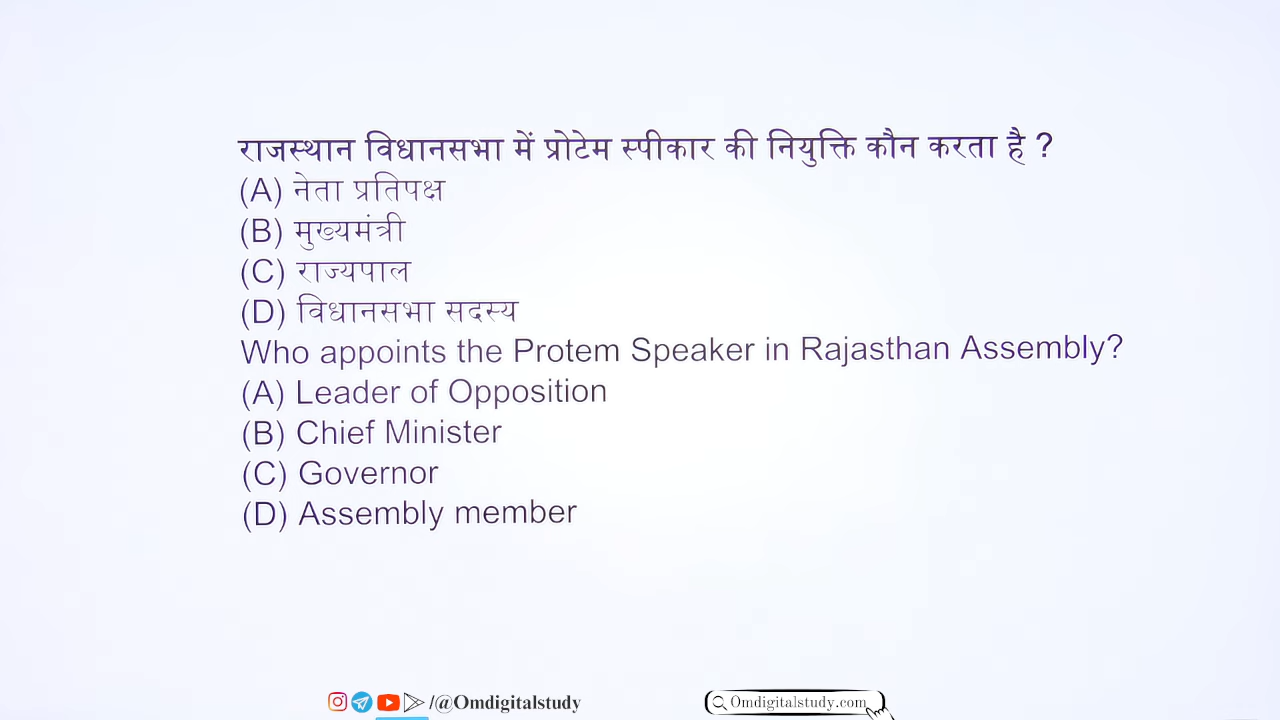 राजस्थान विधानसभा में प्रोटेम स्पीकार की नियुक्ति कौन करता है ?
(A) नेता प्रतिपक्ष
(B) मुख्यमंत्री
(C) राज्यपाल
(D) विधानसभा सदस्य
Who appoints the Protem Speaker in Rajasthan Assembly?
(A) Leader of Opposition
(B) Chief Minister
(C) Governor
(D) Assembly member
/@Omdigitalstudy
Omdigitalstudy.com